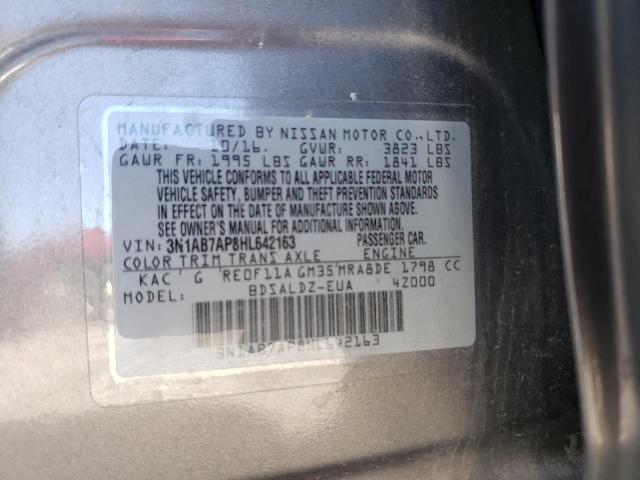 MANUFACTURED BY NISSAN MOTOR CO.,LTD.
DATE: 10/16. GVWR: 3823 LBS
GAWR FR: 1995 LBS GAWR RR: 1841 LBS
THIS VEHICLE CONFORMS TO ALL APPLICABLE FEDERAL MOTOR
VEHICLE SAFETY, BUMPER AND THEFT PREVENTION STANDARDS
IN EFFECT ON THE DATE OF MANUFACTURE SHOWN ABOVE.
SEE OWNER'S MANUAL FOR ADDITIONAL INFORMATION.
VIN: 3N1AB7AP8HL642163 PASSENGER CAR.
COLOR TRIM TRANS AXLE ENGINE
KAC G RE0F11A GM35 MRA8DE 1798 CC
MODEL: BDSALDZ-EUA 4Z000
3N1AB7AP8HL642163